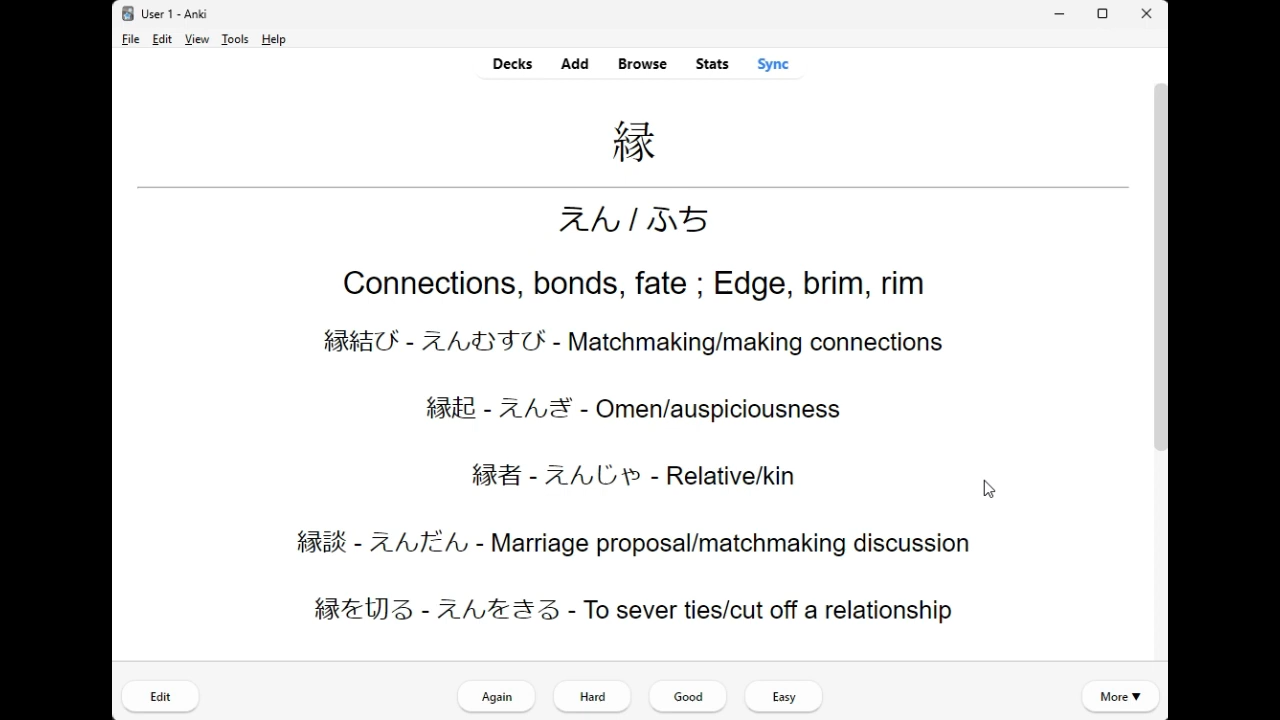 User 1 - Anki
File Edit View Tools Help
Decks Add Browse Stats Sync
縁
えん / ふち
Connections, bonds, fate ; Edge, brim, rim
縁結び - えんむすび - Matchmaking/making connections
縁起 - えんぎ - Omen/auspiciousness
縁者 - えんじゃ - Relative/kin
縁談 - えんだん - Marriage proposal/matchmaking discussion
縁を切る - えんをきる - To sever ties/cut off a relationship
Edit Again Hard Good Easy More ▼